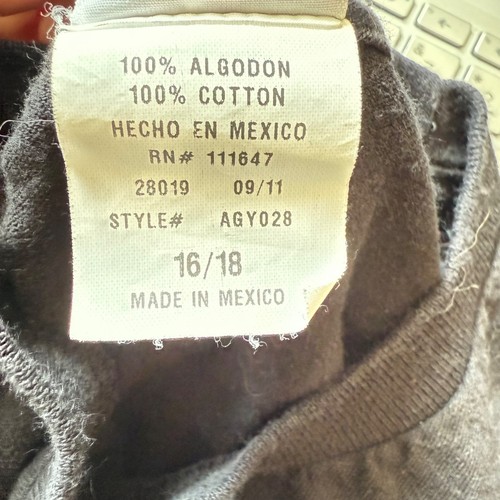 100% ALGODON
100% COTTON
HECHO EN MEXICO
RN# 111647
28019 09/11
STYLE# AGY028
16/18
MADE IN MEXICO